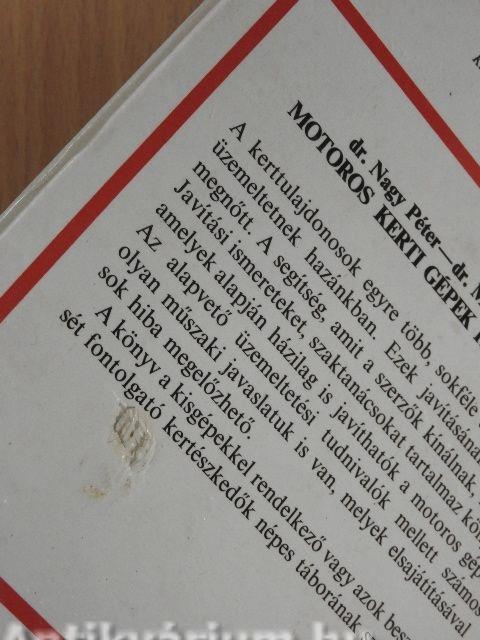 dr. Nagy Péter—dr. M
MOTOROS KERTI GÉPEK
A kerttulajdonosok egyre több, sokféle
üzemeltetnek hazánkban. Ezek javításána
megnőtt. A segítség, amit a szerzők kínálnak,
Javítási ismereteket, szaktanácsokat tartalmaz kön
amelyek alapján házilag is javíthatók a motoros gép
Az alapvető üzemeltetési tudnivalók mellett számos
olyan műszaki javaslatuk is van, melyek elsajátításával
sok hiba megelőzhető.
A könyv a kisgépekkel rendelkező vagy azok bes
sét fontolgató kertészkedők népes táborának
Antikvárium.h